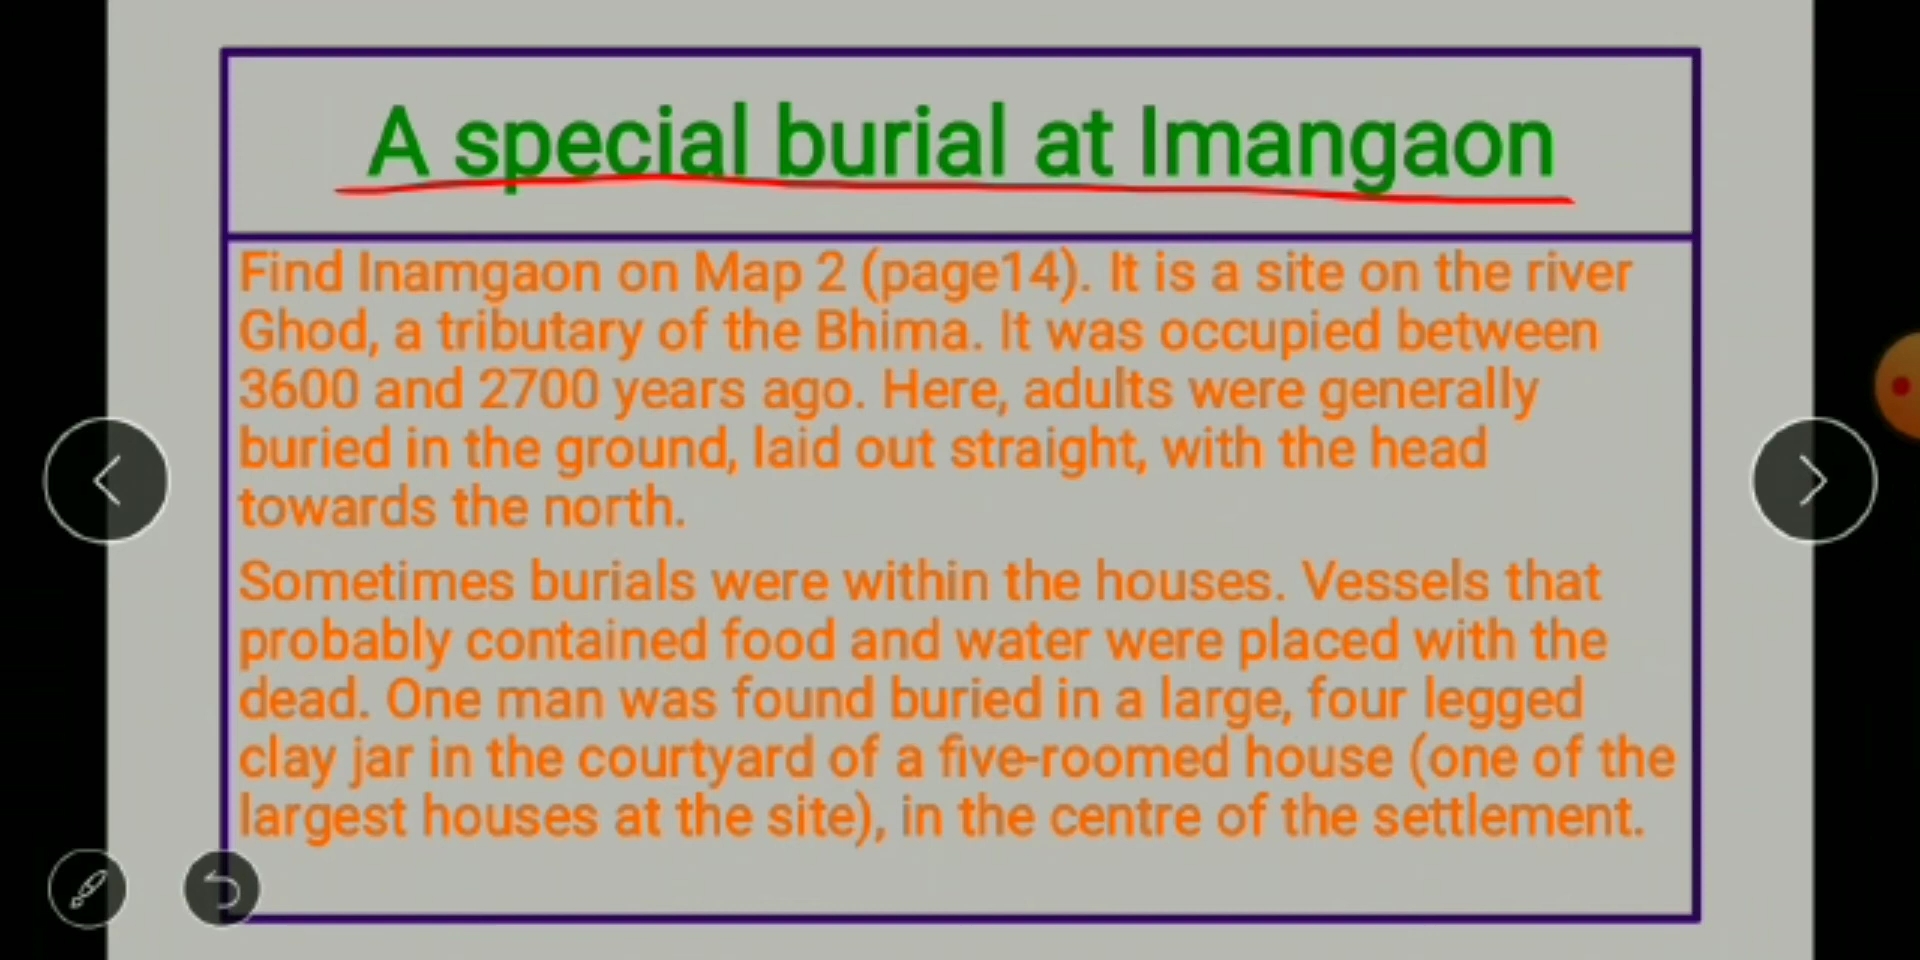 A special burial at Imangaon
Find Inamgaon on Map 2 (page14). It is a site on the river
Ghod, a tributary of the Bhima. It was occupied between
3600 and 2700 years ago. Here, adults were generally
buried in the ground, laid out straight, with the head
towards the north.
Sometimes burials were within the houses. Vessels that
probably contained food and water were placed with the
dead. One man was found buried in a large, four legged
clay jar in the courtyard of a five-roomed house (one of the
largest houses at the site), in the centre of the settlement.